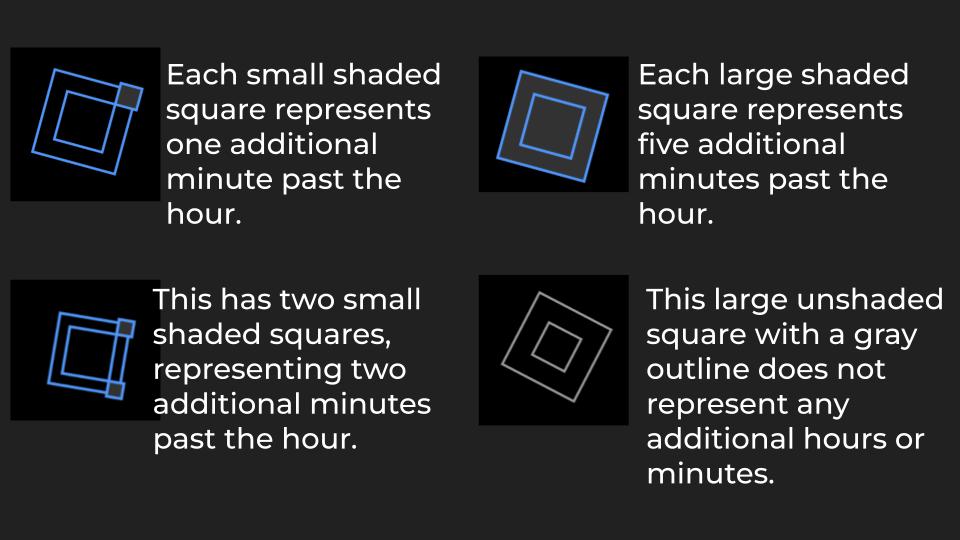 Each small shaded
square represents
one additional
minute past the
hour.
Each large shaded
square represents
five additional
minutes past the
hour.
This has two small
shaded squares,
representing two
additional minutes
past the hour.
This large unshaded
square with a gray
outline does not
represent any
additional hours or
minutes.